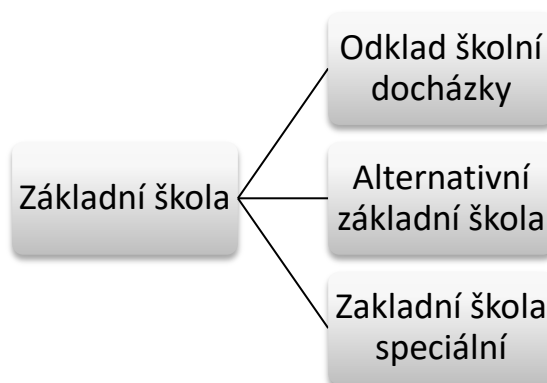 Základní škola
Odklad školní
docházky
Alternativní
základní škola
Zakladní škola
speciální